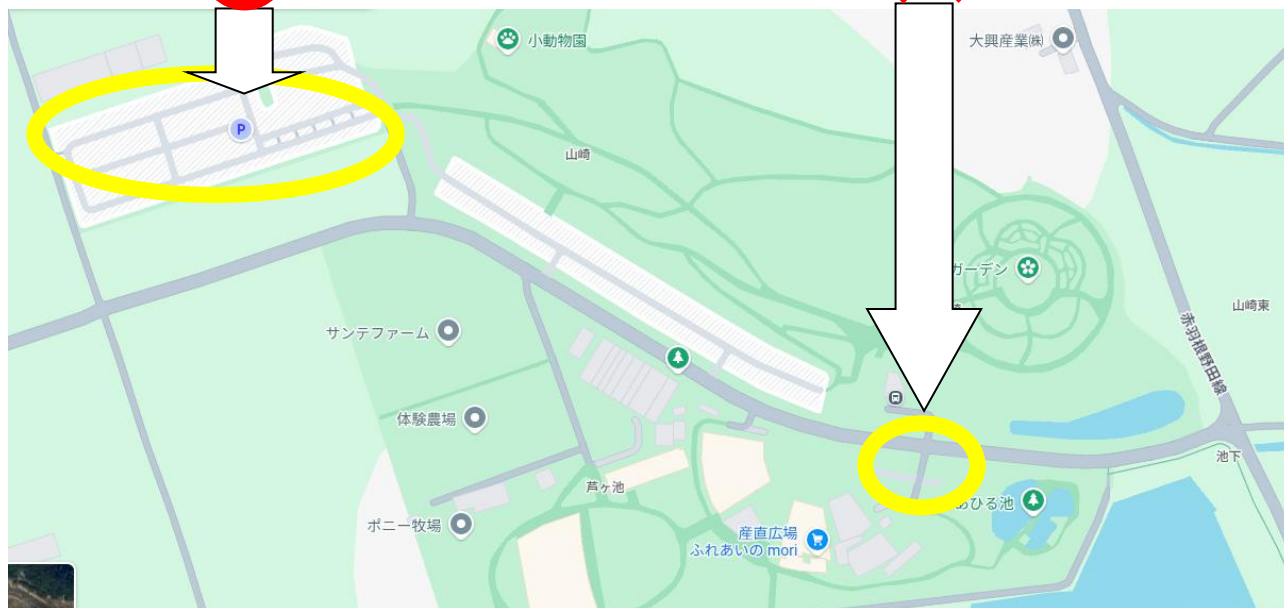 小動物園
大興産業㈱
P
山崎
ガーデン
山崎東
サンテファーム
赤羽根野田線
体験農場
池下
芦ヶ池
あひる池
ポニー牧場
産直広場
ふれあいの mori